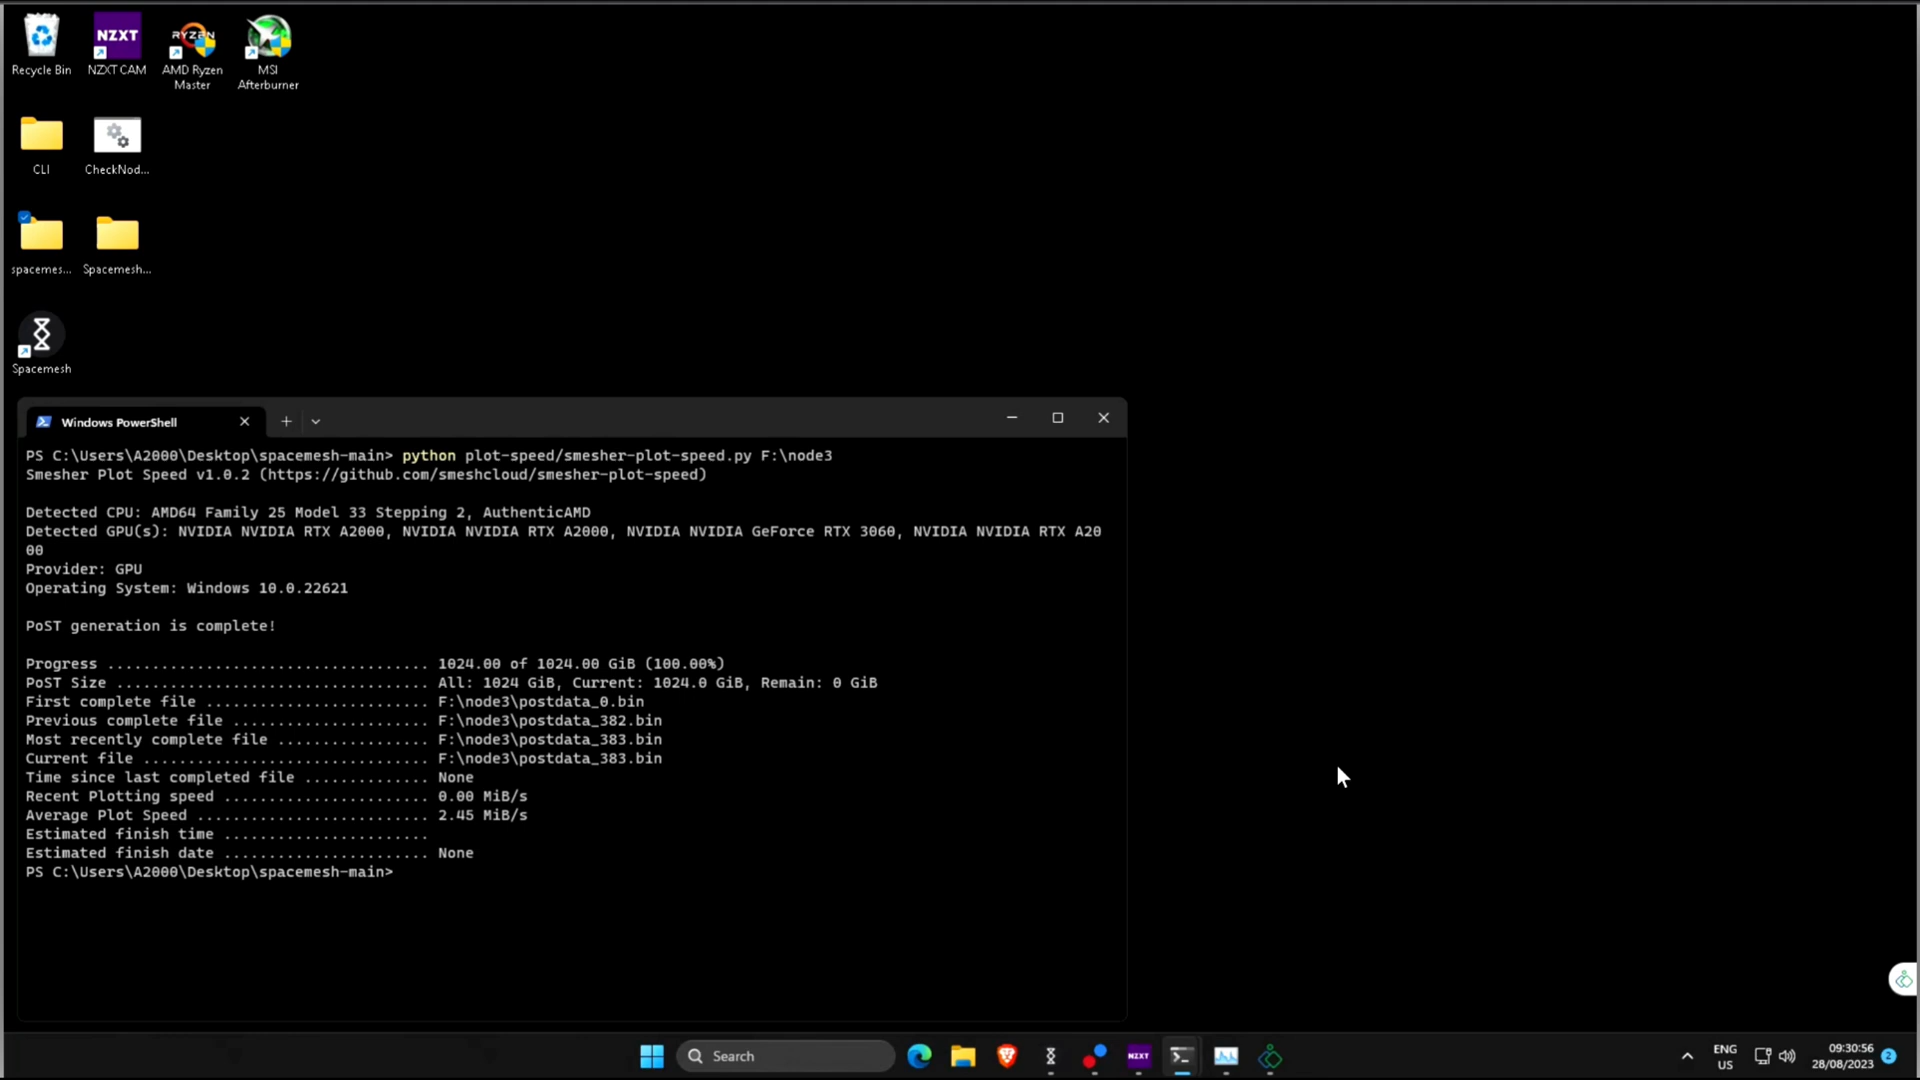 NZXT
RYZEN
Recycle Bin
NZXT CAM
AMD Ryzen
Master
MSI
Afterburner
CLI
CheckNod...
spacemes...
Spacemesh...
Spacemesh
Windows PowerShell
PS C:\Users\A2000\Desktop\spacemesh-main> python plot-speed/smesher-plot-speed.py F:\node3
Smesher Plot Speed v1.0.2 (https://github.com/smeshcloud/smesher-plot-speed)
Detected CPU: AMD64 Family 25 Model 33 Stepping 2, AuthenticAMD
Detected GPU(s): NVIDIA NVIDIA RTX A2000, NVIDIA NVIDIA RTX A2000, NVIDIA NVIDIA GeForce RTX 3060, NVIDIA NVIDIA RTX A20
00
Provider: GPU
Operating System: Windows 10.0.22621
PoST generation is complete!
Progress .................................... 1024.00 of 1024.00 GiB (100.00%)
PoST Size ................................... All: 1024 GiB, Current: 1024.0 GiB, Remain: 0 GiB
First complete file ......................... F:\node3\postdata_0.bin
Previous complete file ...................... F:\node3\postdata_382.bin
Most recently complete file ................. F:\node3\postdata_383.bin
Current file ................................ F:\node3\postdata_383.bin
Time since last completed file .............. None
Recent Plotting speed ....................... 0.00 MiB/s
Average Plot Speed .......................... 2.45 MiB/s
Estimated finish time .......................
Estimated finish date ....................... None
PS C:\Users\A2000\Desktop\spacemesh-main>
Search
NZXT
ENG
US
09:30:56
28/08/2023
2